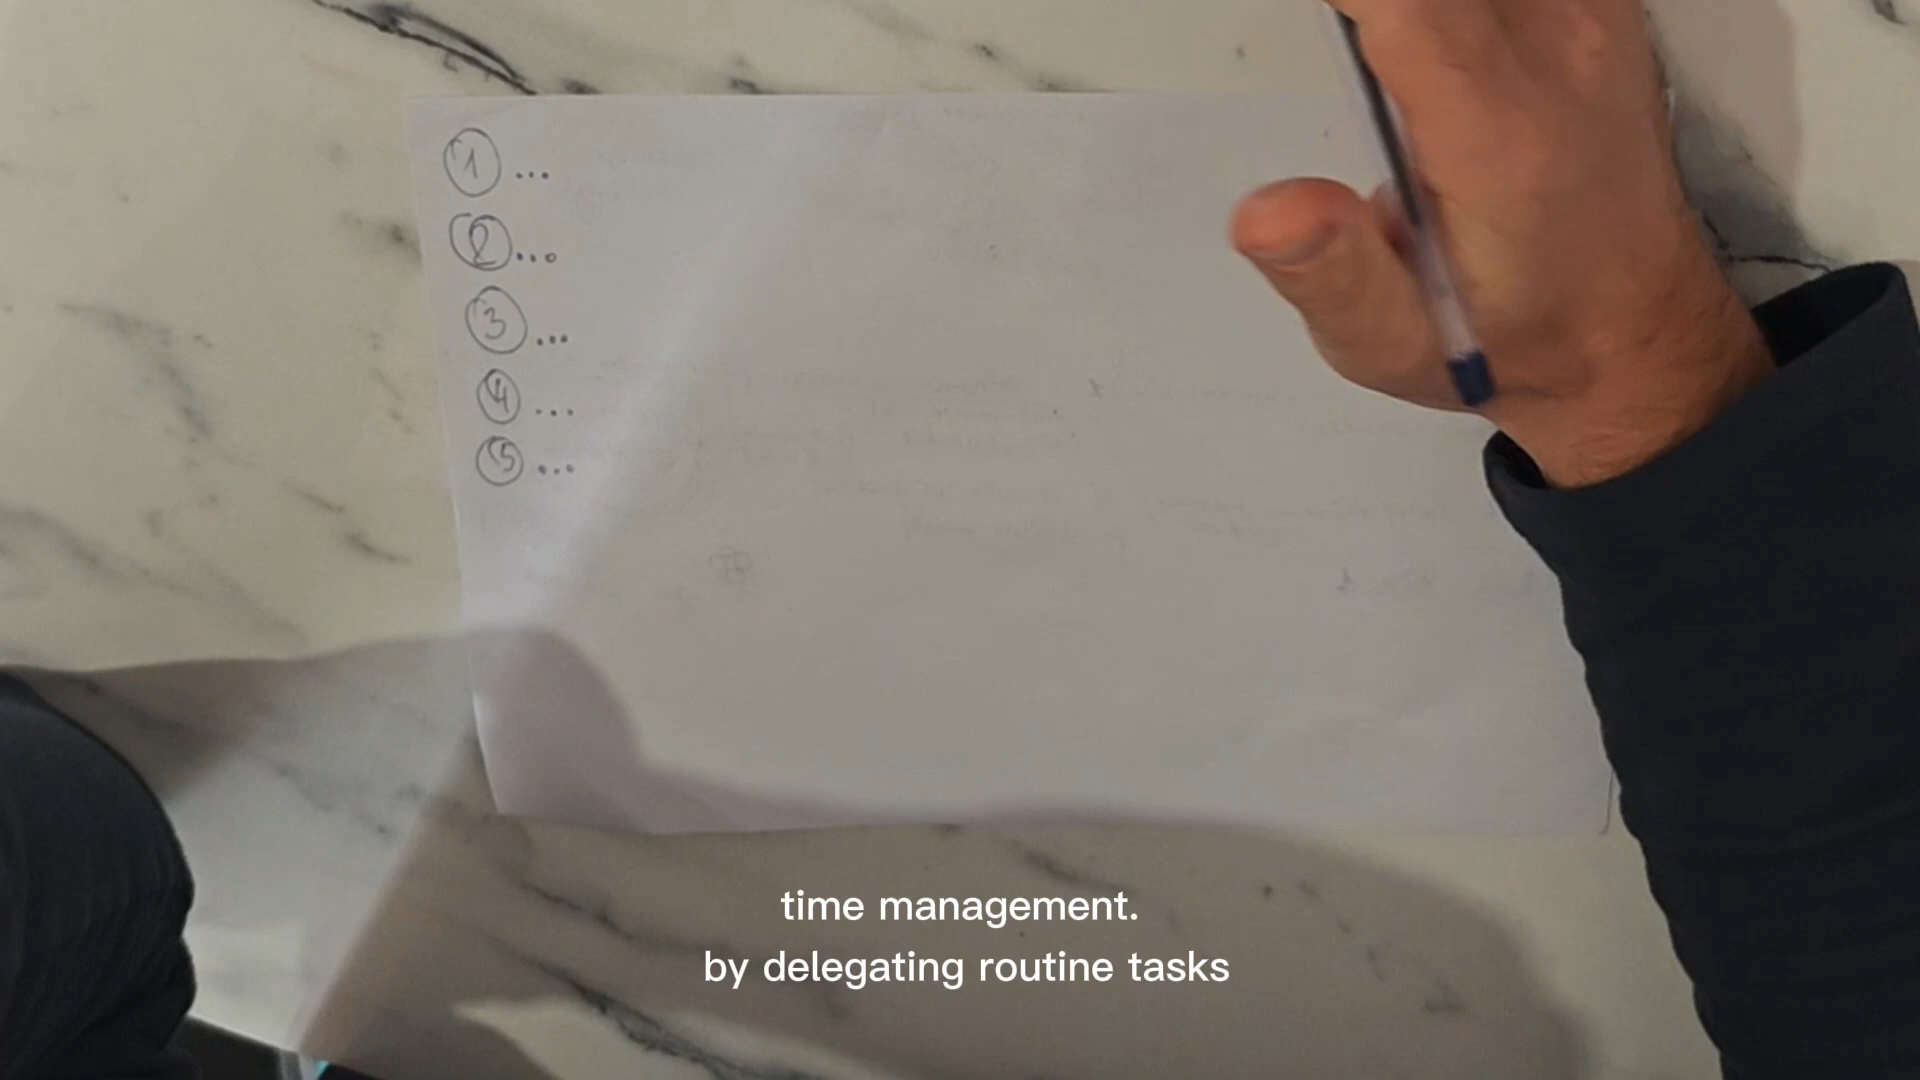 1 ...
2 ...
3 ...
4 ...
5 ...
time management.
by delegating routine tasks